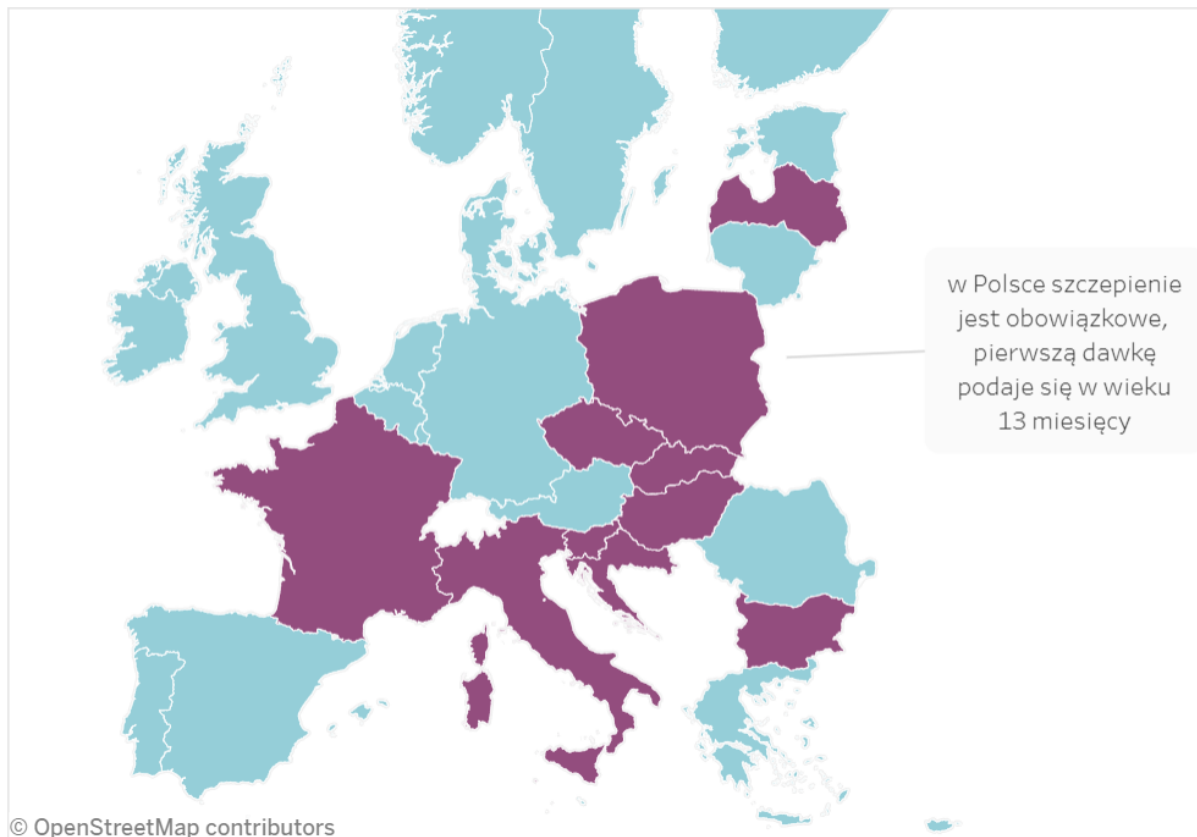 w Polsce szczepienie
jest obowiązkowe,
pierwszą dawkę
podaje się w wieku
13 miesięcy
© OpenStreetMap contributors